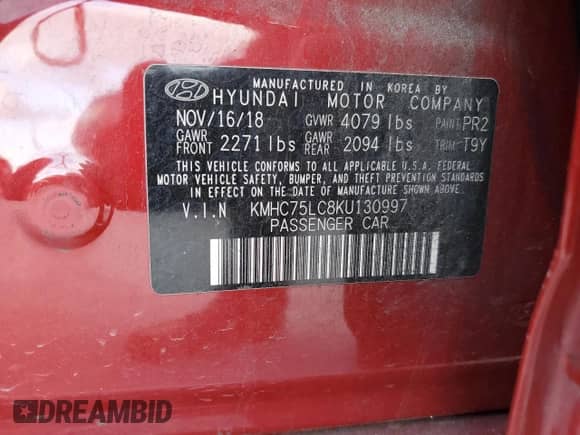 MANUFACTURED IN KOREA BY
HYUNDAI MOTOR COMPANY
NOV/16/18 GVWR 4079 lbs PAINT PR2
GAWR FRONT 2271 lbs GAWR REAR 2094 lbs TRIM T9Y
THIS VEHICLE CONFORMS TO ALL APPLICABLE U.S.A. FEDERAL
MOTOR VEHICLE SAFETY, BUMPER, AND THEFT PREVENTION STANDARDS
IN EFFECT ON THE DATE OF MANUFACTURE SHOWN ABOVE.
V.I.N KMHC75LC8KU130997
PASSENGER CAR
DREAMBID